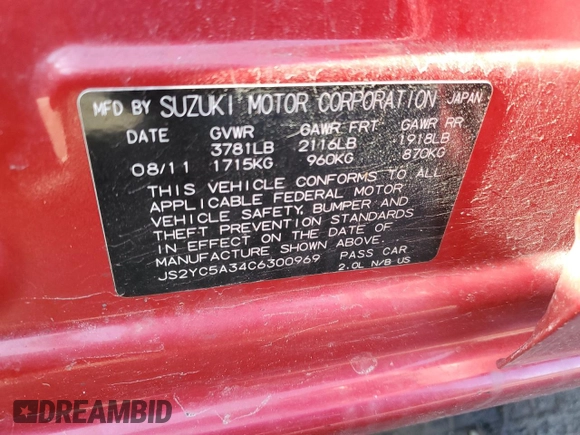 MFD BY SUZUKI MOTOR CORPORATION JAPAN
DATE GVWR GAWR FRT GAWR RR
3781LB 2116LB 1918LB
08/11 1715KG 960KG 870KG
THIS VEHICLE CONFORMS TO ALL
APPLICABLE FEDERAL MOTOR
VEHICLE SAFETY, BUMPER AND
THEFT PREVENTION STANDARDS
IN EFFECT ON THE DATE OF
MANUFACTURE SHOWN ABOVE.
JS2YC5A34C6300969 PASS CAR
2.0L N/B US
DREAMBID